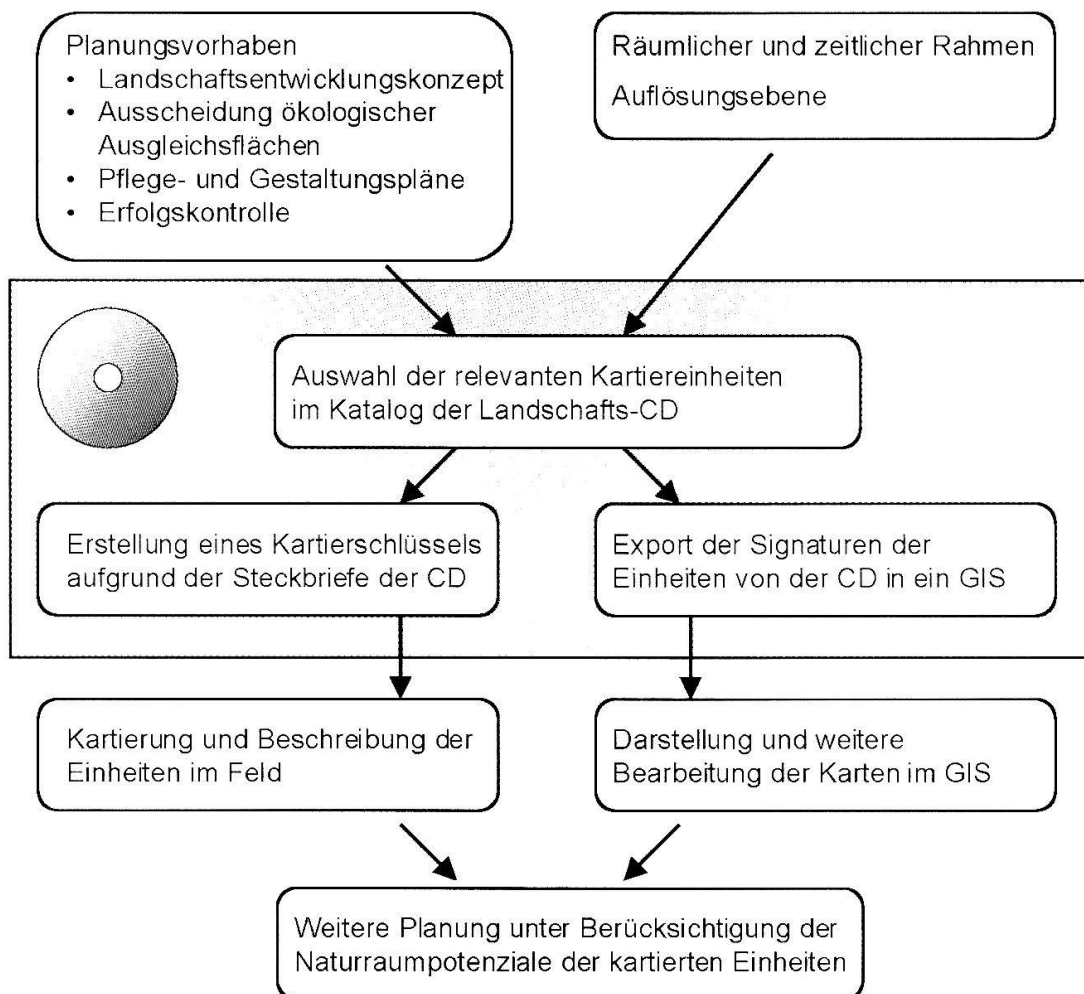 Planungsvorhaben
• Landschaftsentwicklungskonzept
• Ausscheidung ökologischer
Ausgleichsflächen
• Pflege- und Gestaltungspläne
• Erfolgskontrolle
Räumlicher und zeitlicher Rahmen
Auflösungsebene
Auswahl der relevanten Kartiereinheiten
im Katalog der Landschafts-CD
Erstellung eines Kartierschlüssels
aufgrund der Steckbriefe der CD
Export der Signaturen der
Einheiten von der CD in ein GIS
Kartierung und Beschreibung der
Einheiten im Feld
Darstellung und weitere
Bearbeitung der Karten im GIS
Weitere Planung unter Berücksichtigung der
Naturraumpotenziale der kartierten Einheiten